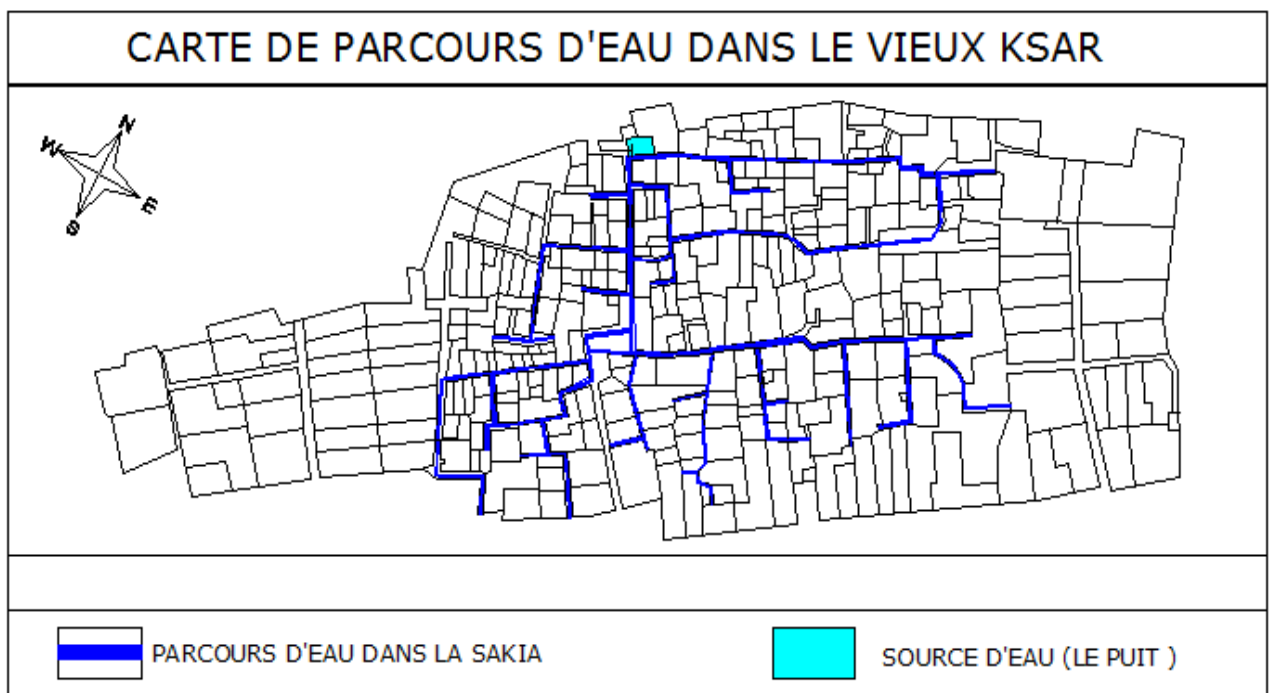 CARTE DE PARCOURS D'EAU DANS LE VIEUX KSAR
N
W
E
S
PARCOURS D'EAU DANS LA SAKIA
SOURCE D'EAU (LE PUIT )